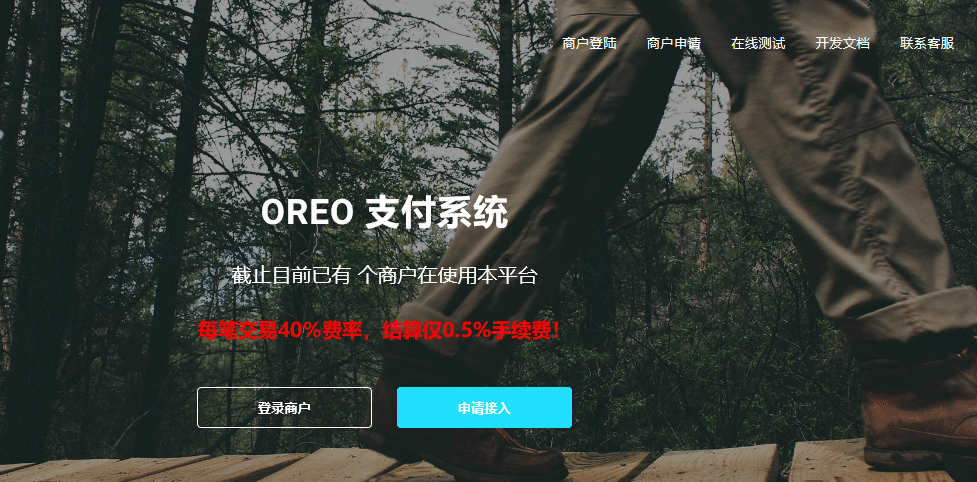 商户登陆 商户申请 在线测试 开发文档 联系客服
OREO 支付系统
截止目前已有 个商户在使用本平台
每笔交易40%费率，结算仅0.5%手续费！
登录商户 申请接入